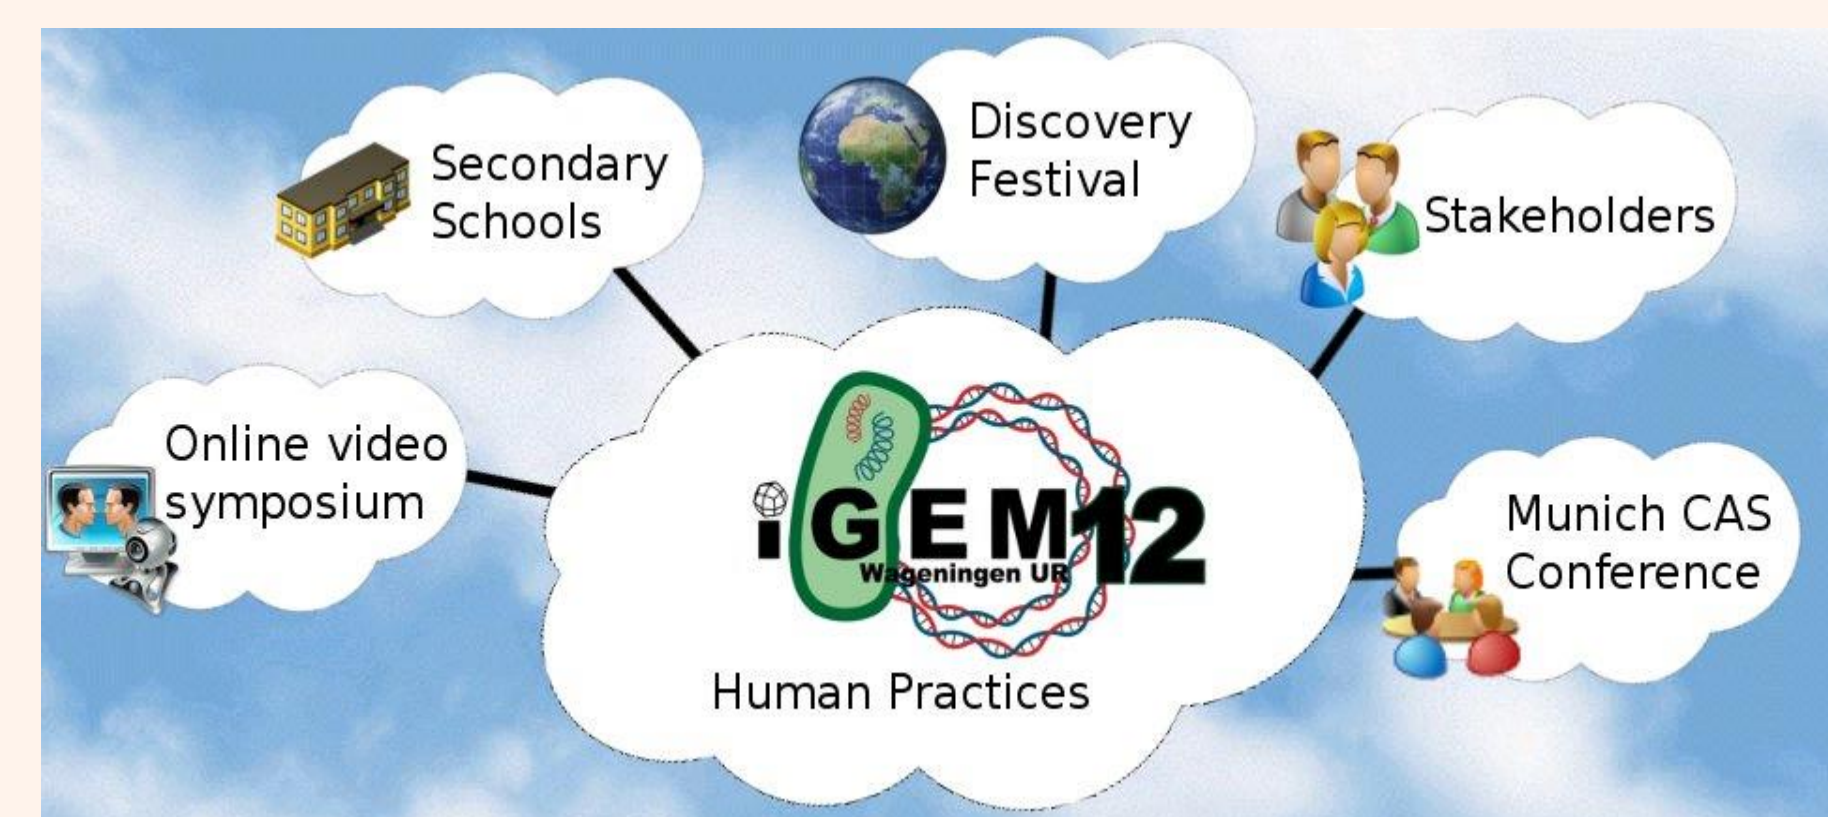 Discovery
Festival
Secondary
Schools
Stakeholders
Online video
symposium
Munich CAS
Conference
iGEM12
Wageningen UR
Human Practices